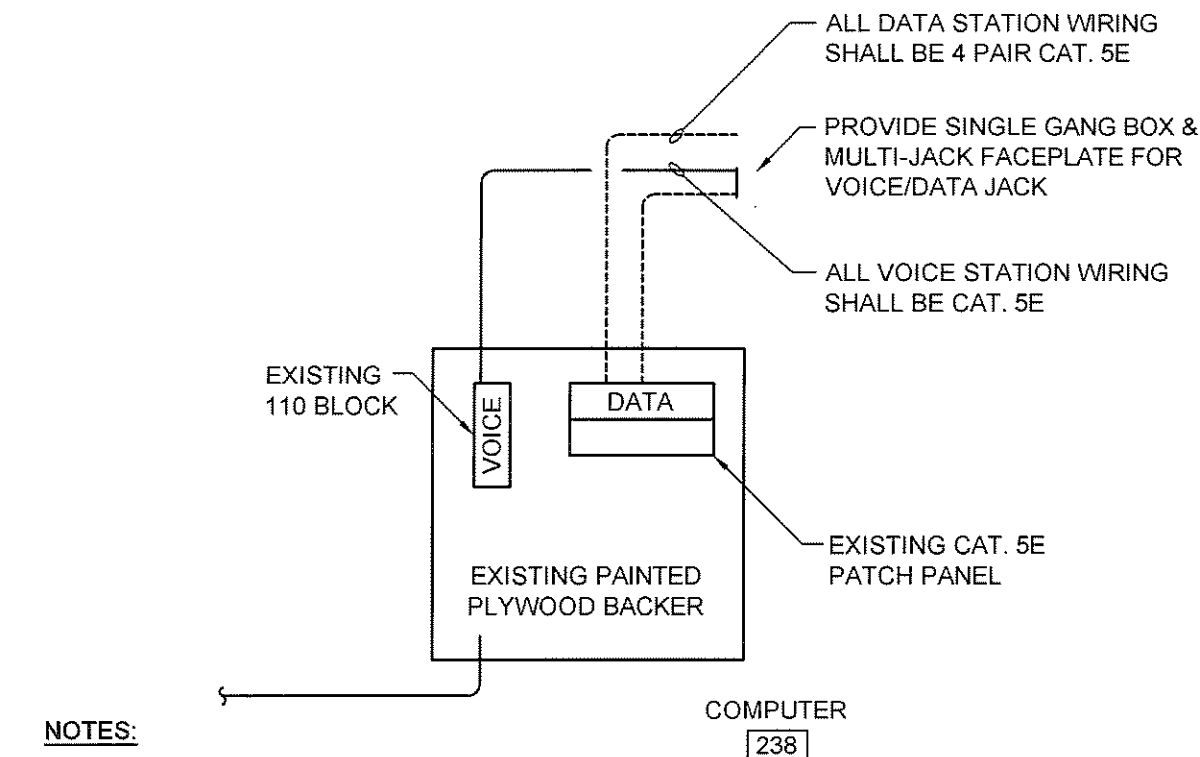 ALL DATA STATION WIRING
SHALL BE 4 PAIR CAT. 5E
PROVIDE SINGLE GANG BOX &
MULTI-JACK FACEPLATE FOR
VOICE/DATA JACK
ALL VOICE STATION WIRING
SHALL BE CAT. 5E
EXISTING
110 BLOCK
VOICE
DATA
EXISTING CAT. 5E
PATCH PANEL
EXISTING PAINTED
PLYWOOD BACKER
COMPUTER
238
NOTES: